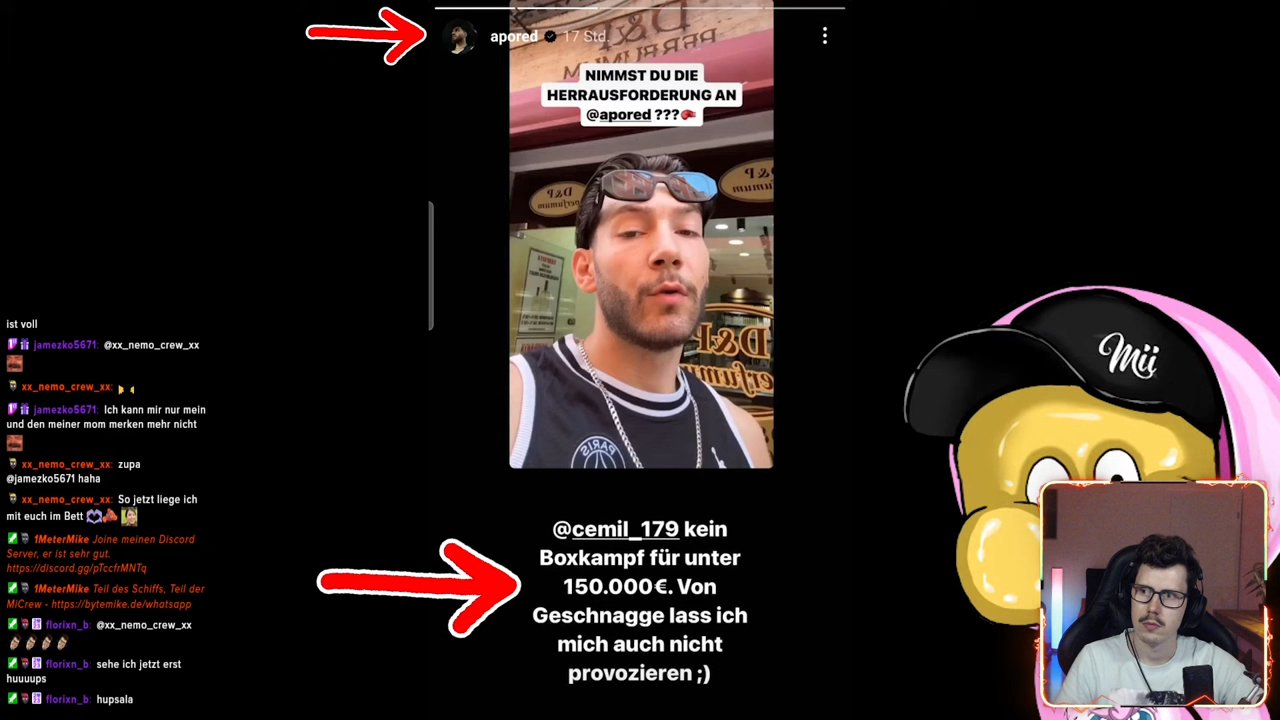 apored 17 Std.
D&P
PERFUMUM
NIMMST DU DIE
HERRAUSFORDERUNG AN
@apored ???
D&P
D&P
PARIS
@cemil_179 kein
Boxkampf für unter
150.000€. Von
Geschnagge lass ich
mich auch nicht
provozieren ;)
ist voll
jamezko5671: @xx_nemo_crew_xx
xx_nemo_crew_xx:
jamezko5671: Ich kann mir nur mein
und den meiner mom merken mehr nicht
xx_nemo_crew_xx: zupa
@jamezko5671 haha
xx_nemo_crew_xx: So jetzt liege ich
mit euch im Bett
1MeterMike Joine meinen Discord
Server, er ist sehr gut.
https://discord.gg/pTccfrMNTq
1MeterMike Teil des Schiffs, Teil der
MiCrew - https://bytemike.de/whatsapp
florixn_b: @xx_nemo_crew_xx
florixn_b: sehe ich jetzt erst
huuuups
florixn_b: hupsala
Mü